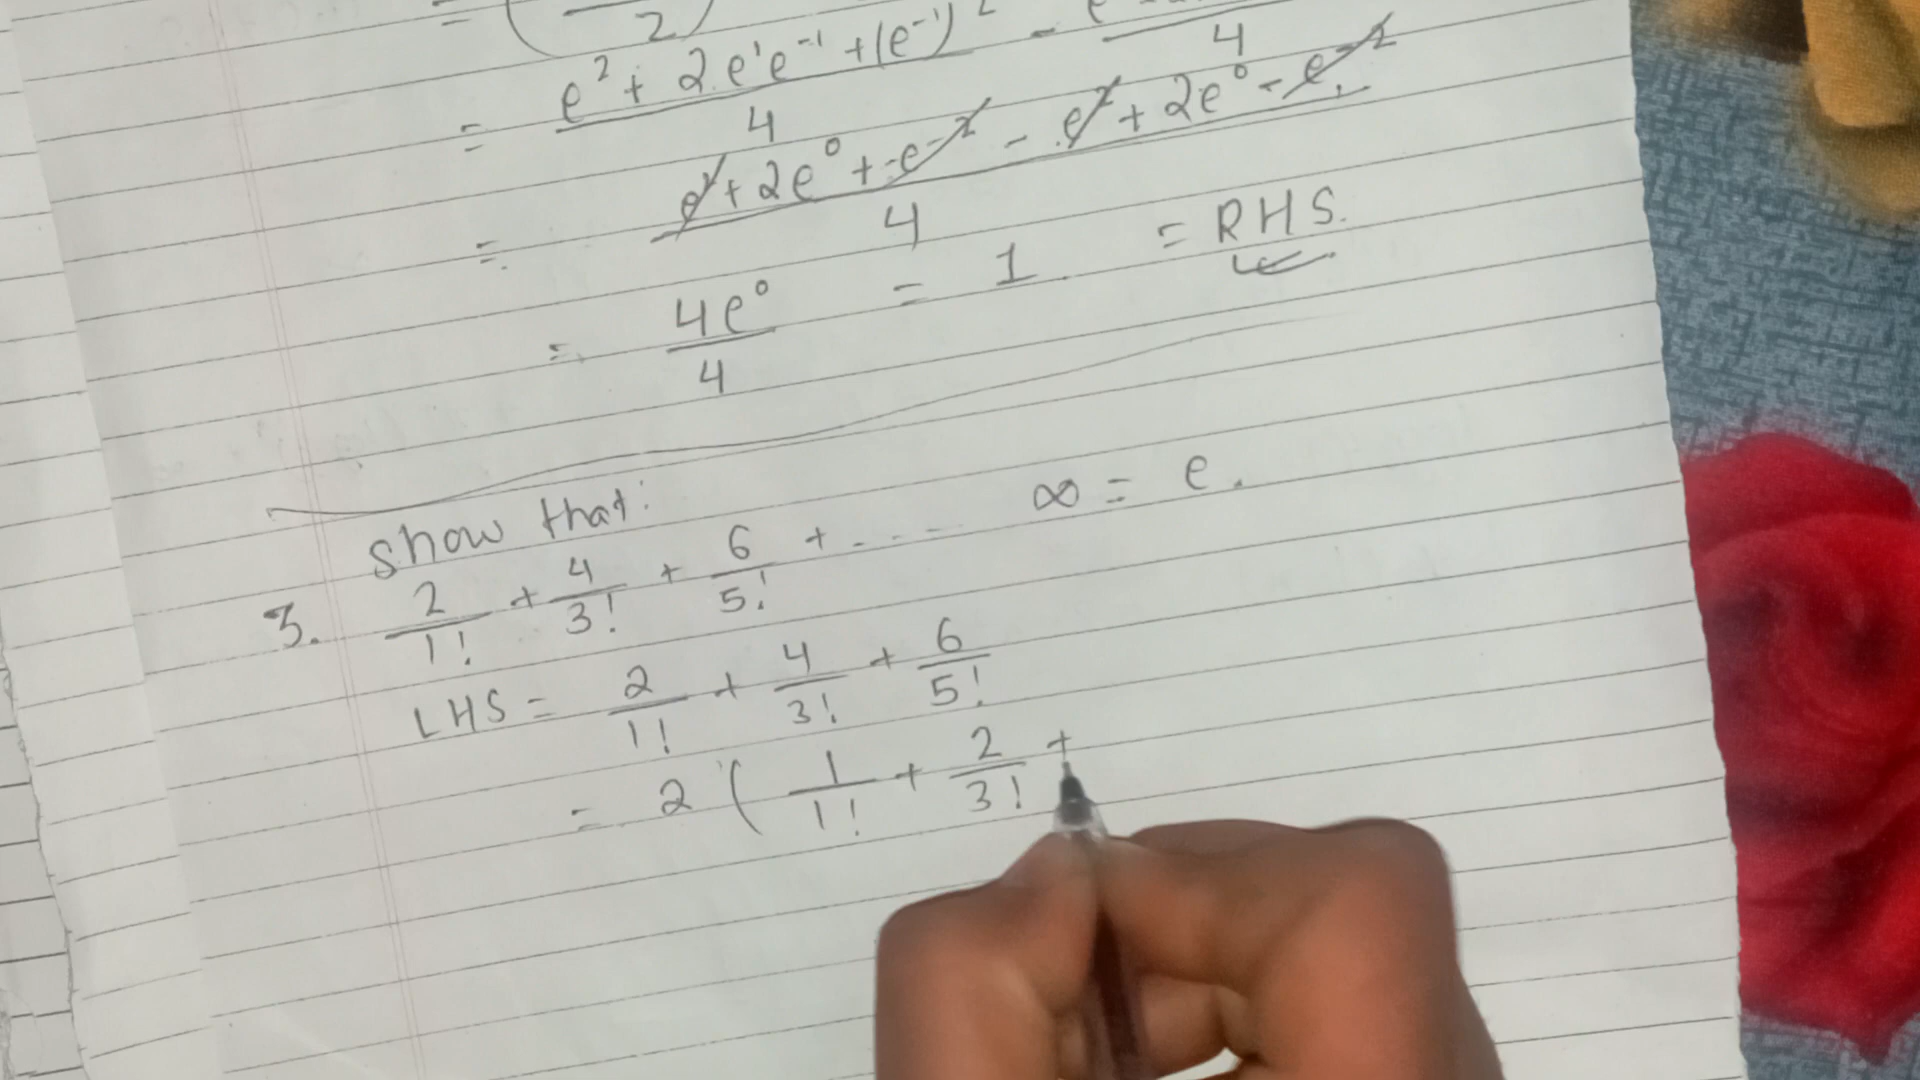 = ( / 2 )
= (e² + 2e¹e⁻¹ + (e⁻¹)²) / 4 - / 4
= (e² + 2e⁰ + e⁻² - e² + 2e⁰ - e⁻²) / 4
= 4e⁰ / 4 = 1 = RHS.
Show that:
3. 2/1! + 4/3! + 6/5! + ... ∞ = e.
LHS = 2/1! + 4/3! + 6/5!
= 2 ( 1/1! + 2/3! +